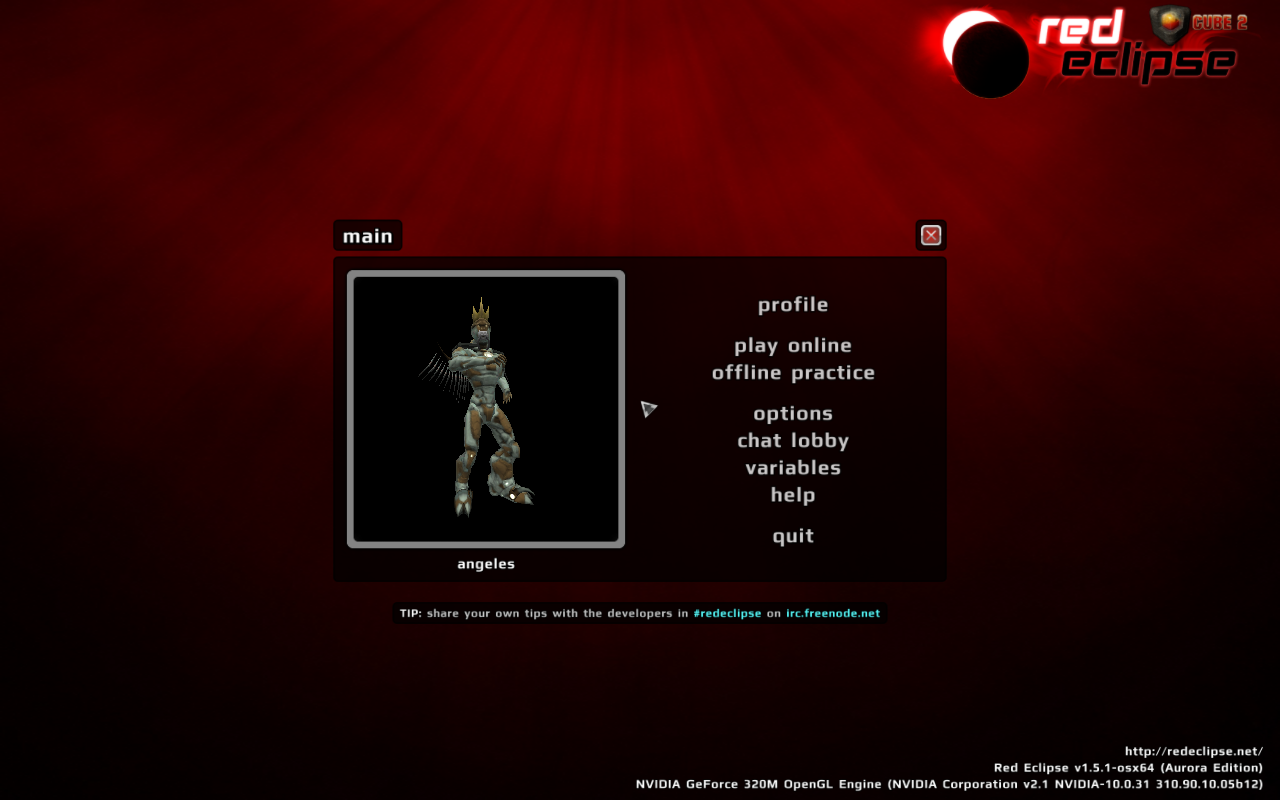 red
CUBE 2
eclipse
main
profile
play online
offline practice
options
chat lobby
variables
help
quit
angeles
TIP: share your own tips with the developers in #redeclipse on irc.freenode.net
http://redeclipse.net/
Red Eclipse v1.5.1-osx64 (Aurora Edition)
NVIDIA GeForce 320M OpenGL Engine (NVIDIA Corporation v2.1 NVIDIA-10.0.31 310.90.10.05b12)